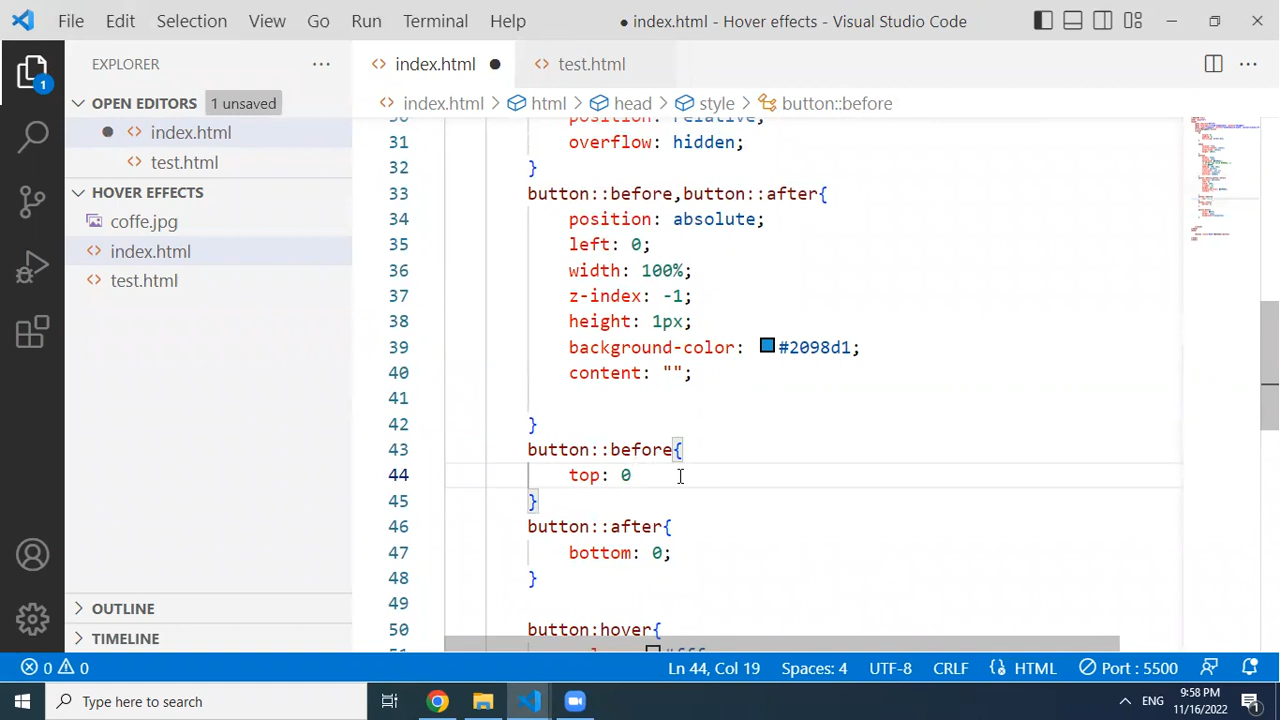 File Edit Selection View Go Run Terminal Help ● index.html - Hover effects - Visual Studio Code
EXPLORER
index.html ●
test.html
OPEN EDITORS 1 unsaved
index.html > html > head > style > button::before
● index.html
test.html
HOVER EFFECTS
coffe.jpg
index.html
test.html
30 position: relative;
31 overflow: hidden;
32 }
33 button::before,button::after{
34 position: absolute;
35 left: 0;
36 width: 100%;
37 z-index: -1;
38 height: 1px;
39 background-color: #2098d1;
40 content: "";
41
42 }
43 button::before{
44 top: 0
45 }
46 button::after{
47 bottom: 0;
48 }
49
50 button:hover{
1
OUTLINE
TIMELINE
0 0 Ln 44, Col 19 Spaces: 4 UTF-8 CRLF HTML Port : 5500
Type here to search
ENG
9:58 PM
11/16/2022
1